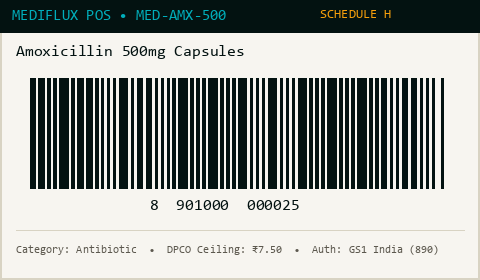 MEDIFLUX POS • MED-AMX-500 SCHEDULE H
Amoxicillin 500mg Capsules
8 901000 000025
Category: Antibiotic • DPCO Ceiling: ₹7.50 • Auth: GS1 India (890)